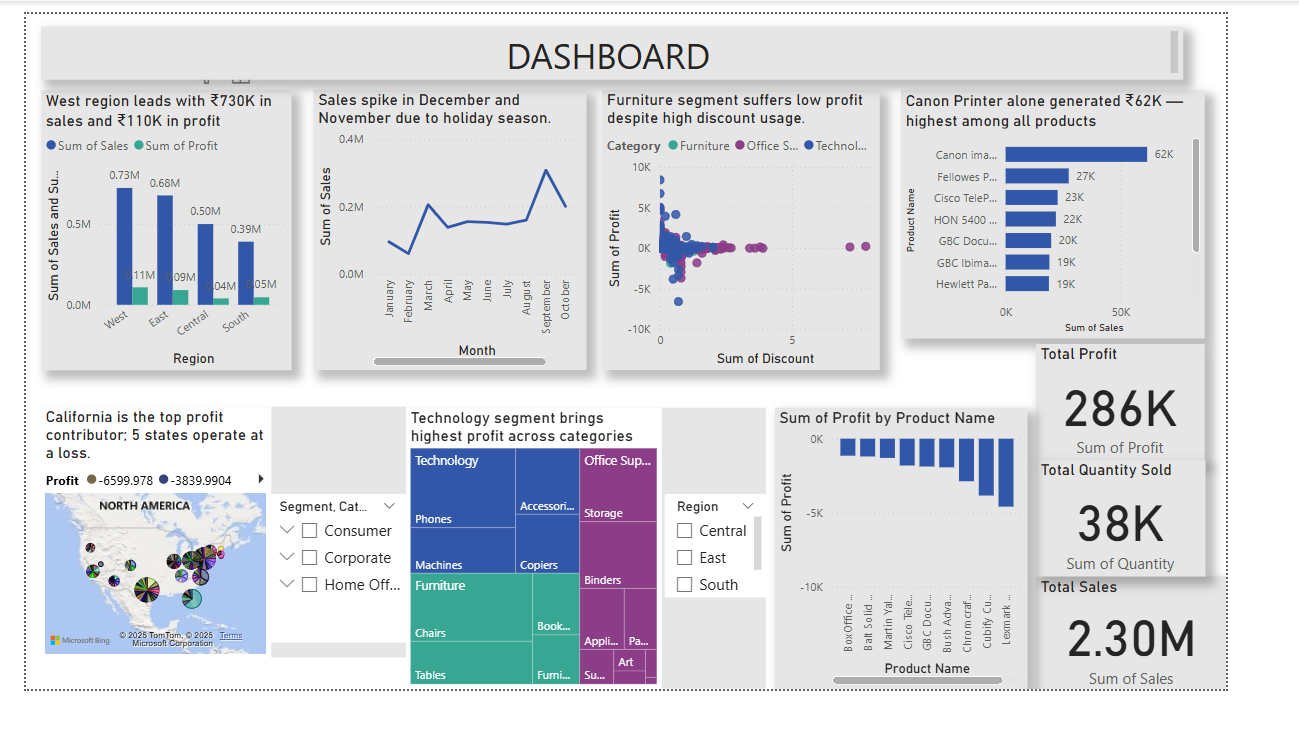 DASHBOARD
West region leads with ₹730K in
sales and ₹110K in profit
Sum of Sales Sum of Profit
Sum of Sales and Su...
0.73M
0.68M
0.50M
0.39M
0.5M
.11M
.09M
0.04M
0.05M
0.0M
West
East
Central
South
Region
Sales spike in December and
November due to holiday season.
0.4M
0.2M
0.0M
Sum of Sales
January
February
March
April
May
June
July
August
September
October
Month
Furniture segment suffers low profit
despite high discount usage.
Category Furniture Office S... Technol...
10K
5K
0K
-5K
-10K
Sum of Profit
0 5
Sum of Discount
Canon Printer alone generated ₹62K —
highest among all products
Product Name
Canon ima... 62K
Fellowes P... 27K
Cisco TeleP... 23K
HON 5400 ... 22K
GBC Docu... 20K
GBC Ibima... 19K
Hewlett Pa... 19K
0K 50K
Sum of Sales
Total Profit
286K
Sum of Profit
Total Quantity Sold
38K
Sum of Quantity
Total Sales
2.30M
Sum of Sales
California is the top profit
contributor; 5 states operate at
a loss.
Profit -6599.978 -3839.9904
NORTH AMERICA
Microsoft Bing
© 2025 TomTom, © 2025 Terms
Microsoft Corporation
Segment, Cat...
Consumer
Corporate
Home Off...
Technology segment brings
highest profit across categories
Technology
Phones
Machines
Accessori...
Copiers
Furniture
Chairs
Tables
Book...
Furni...
Office Sup...
Storage
Binders
Appli...
Pa...
Su...
Art
Region
Central
East
South
Sum of Profit by Product Name
0K
-5K
-10K
Sum of Profit
BoxOffice ...
Balt Solid ...
Martin Yal...
Cisco Tele...
GBC Docu...
Bush Adva...
Chromcraf...
Cubify Cu...
Lexmark ...
Product Name